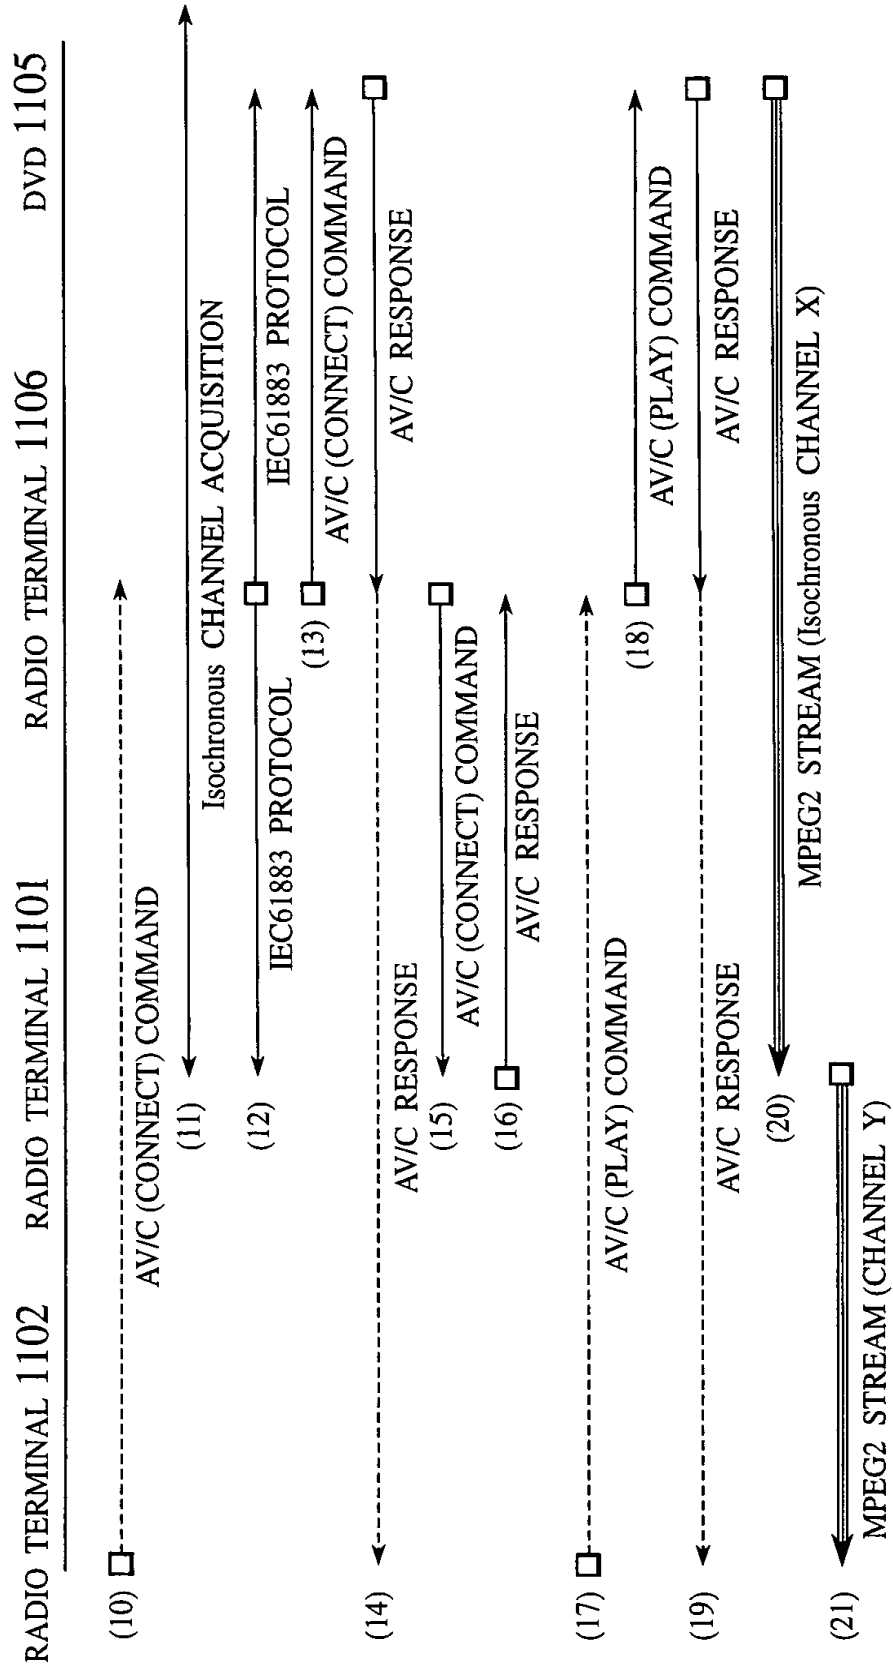 RADIO TERMINAL 1102
RADIO TERMINAL 1101
RADIO TERMINAL 1106
DVD 1105
(10)
AV/C (CONNECT) COMMAND
(11)
Isochronous CHANNEL ACQUISITION
(12)
IEC61883 PROTOCOL
IEC61883 PROTOCOL
(13)
AV/C (CONNECT) COMMAND
(14)
AV/C RESPONSE
AV/C RESPONSE
(15)
AV/C (CONNECT) COMMAND
(16)
AV/C RESPONSE
(17)
AV/C (PLAY) COMMAND
(18)
AV/C (PLAY) COMMAND
(19)
AV/C RESPONSE
AV/C RESPONSE
(20)
MPEG2 STREAM (Isochronous CHANNEL X)
(21)
MPEG2 STREAM (CHANNEL Y)